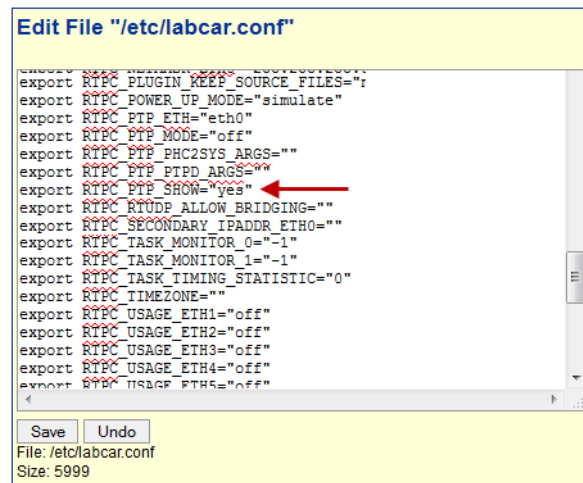 Edit File "/etc/labcar.conf"
export RTPC_PLUGIN_KEEP_SOURCE_FILES="r
export RTPC_POWER_UP_MODE="simulate"
export RTPC_PTP_ETH="eth0"
export RTPC_PTP_MODE="off"
export RTPC_PTP_PHC2SYS_ARGS=""
export RTPC_PTP_PTPD_ARGS=""
export RTPC_PTP_SHOW="yes"
export RTPC_RTUDP_ALLOW_BRIDGING=""
export RTPC_SECONDARY_IPADDR_ETH0=""
export RTPC_TASK_MONITOR_0="-1"
export RTPC_TASK_MONITOR_1="-1"
export RTPC_TASK_TIMING_STATISTIC="0"
export RTPC_TIMEZONE=""
export RTPC_USAGE_ETH1="off"
export RTPC_USAGE_ETH2="off"
export RTPC_USAGE_ETH3="off"
export RTPC_USAGE_ETH4="off"
export RTPC_USAGE_ETH5="off"
Save Undo
File: /etc/labcar.conf
Size: 5999